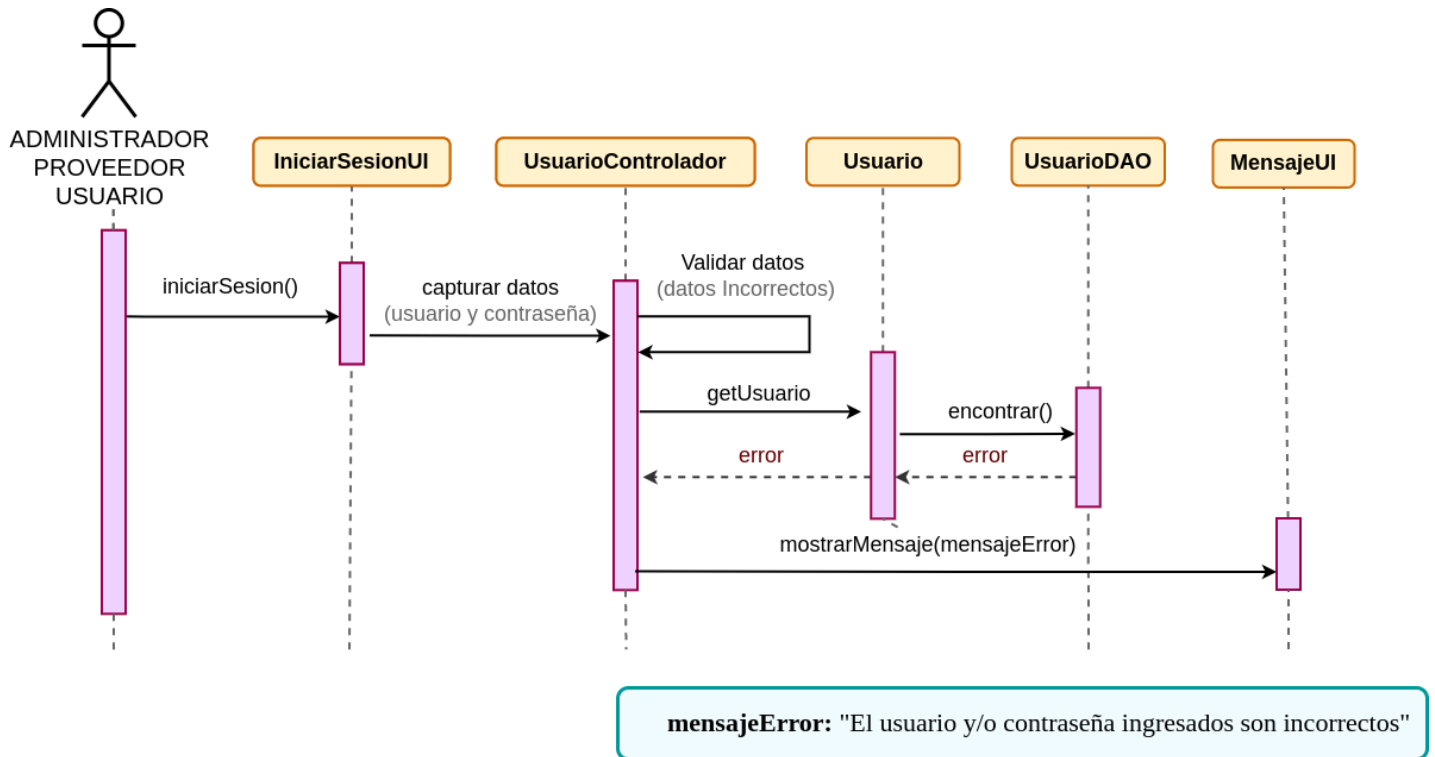 ADMINISTRADOR
PROVEEDOR
USUARIO
IniciarSesionUI
UsuarioControlador
Usuario
UsuarioDAO
MensajeUI
iniciarSesion()
capturar datos
(usuario y contraseña)
Validar datos
(datos Incorrectos)
getUsuario
encontrar()
error
error
mostrarMensaje(mensajeError)
mensajeError: "El usuario y/o contraseña ingresados son incorrectos"